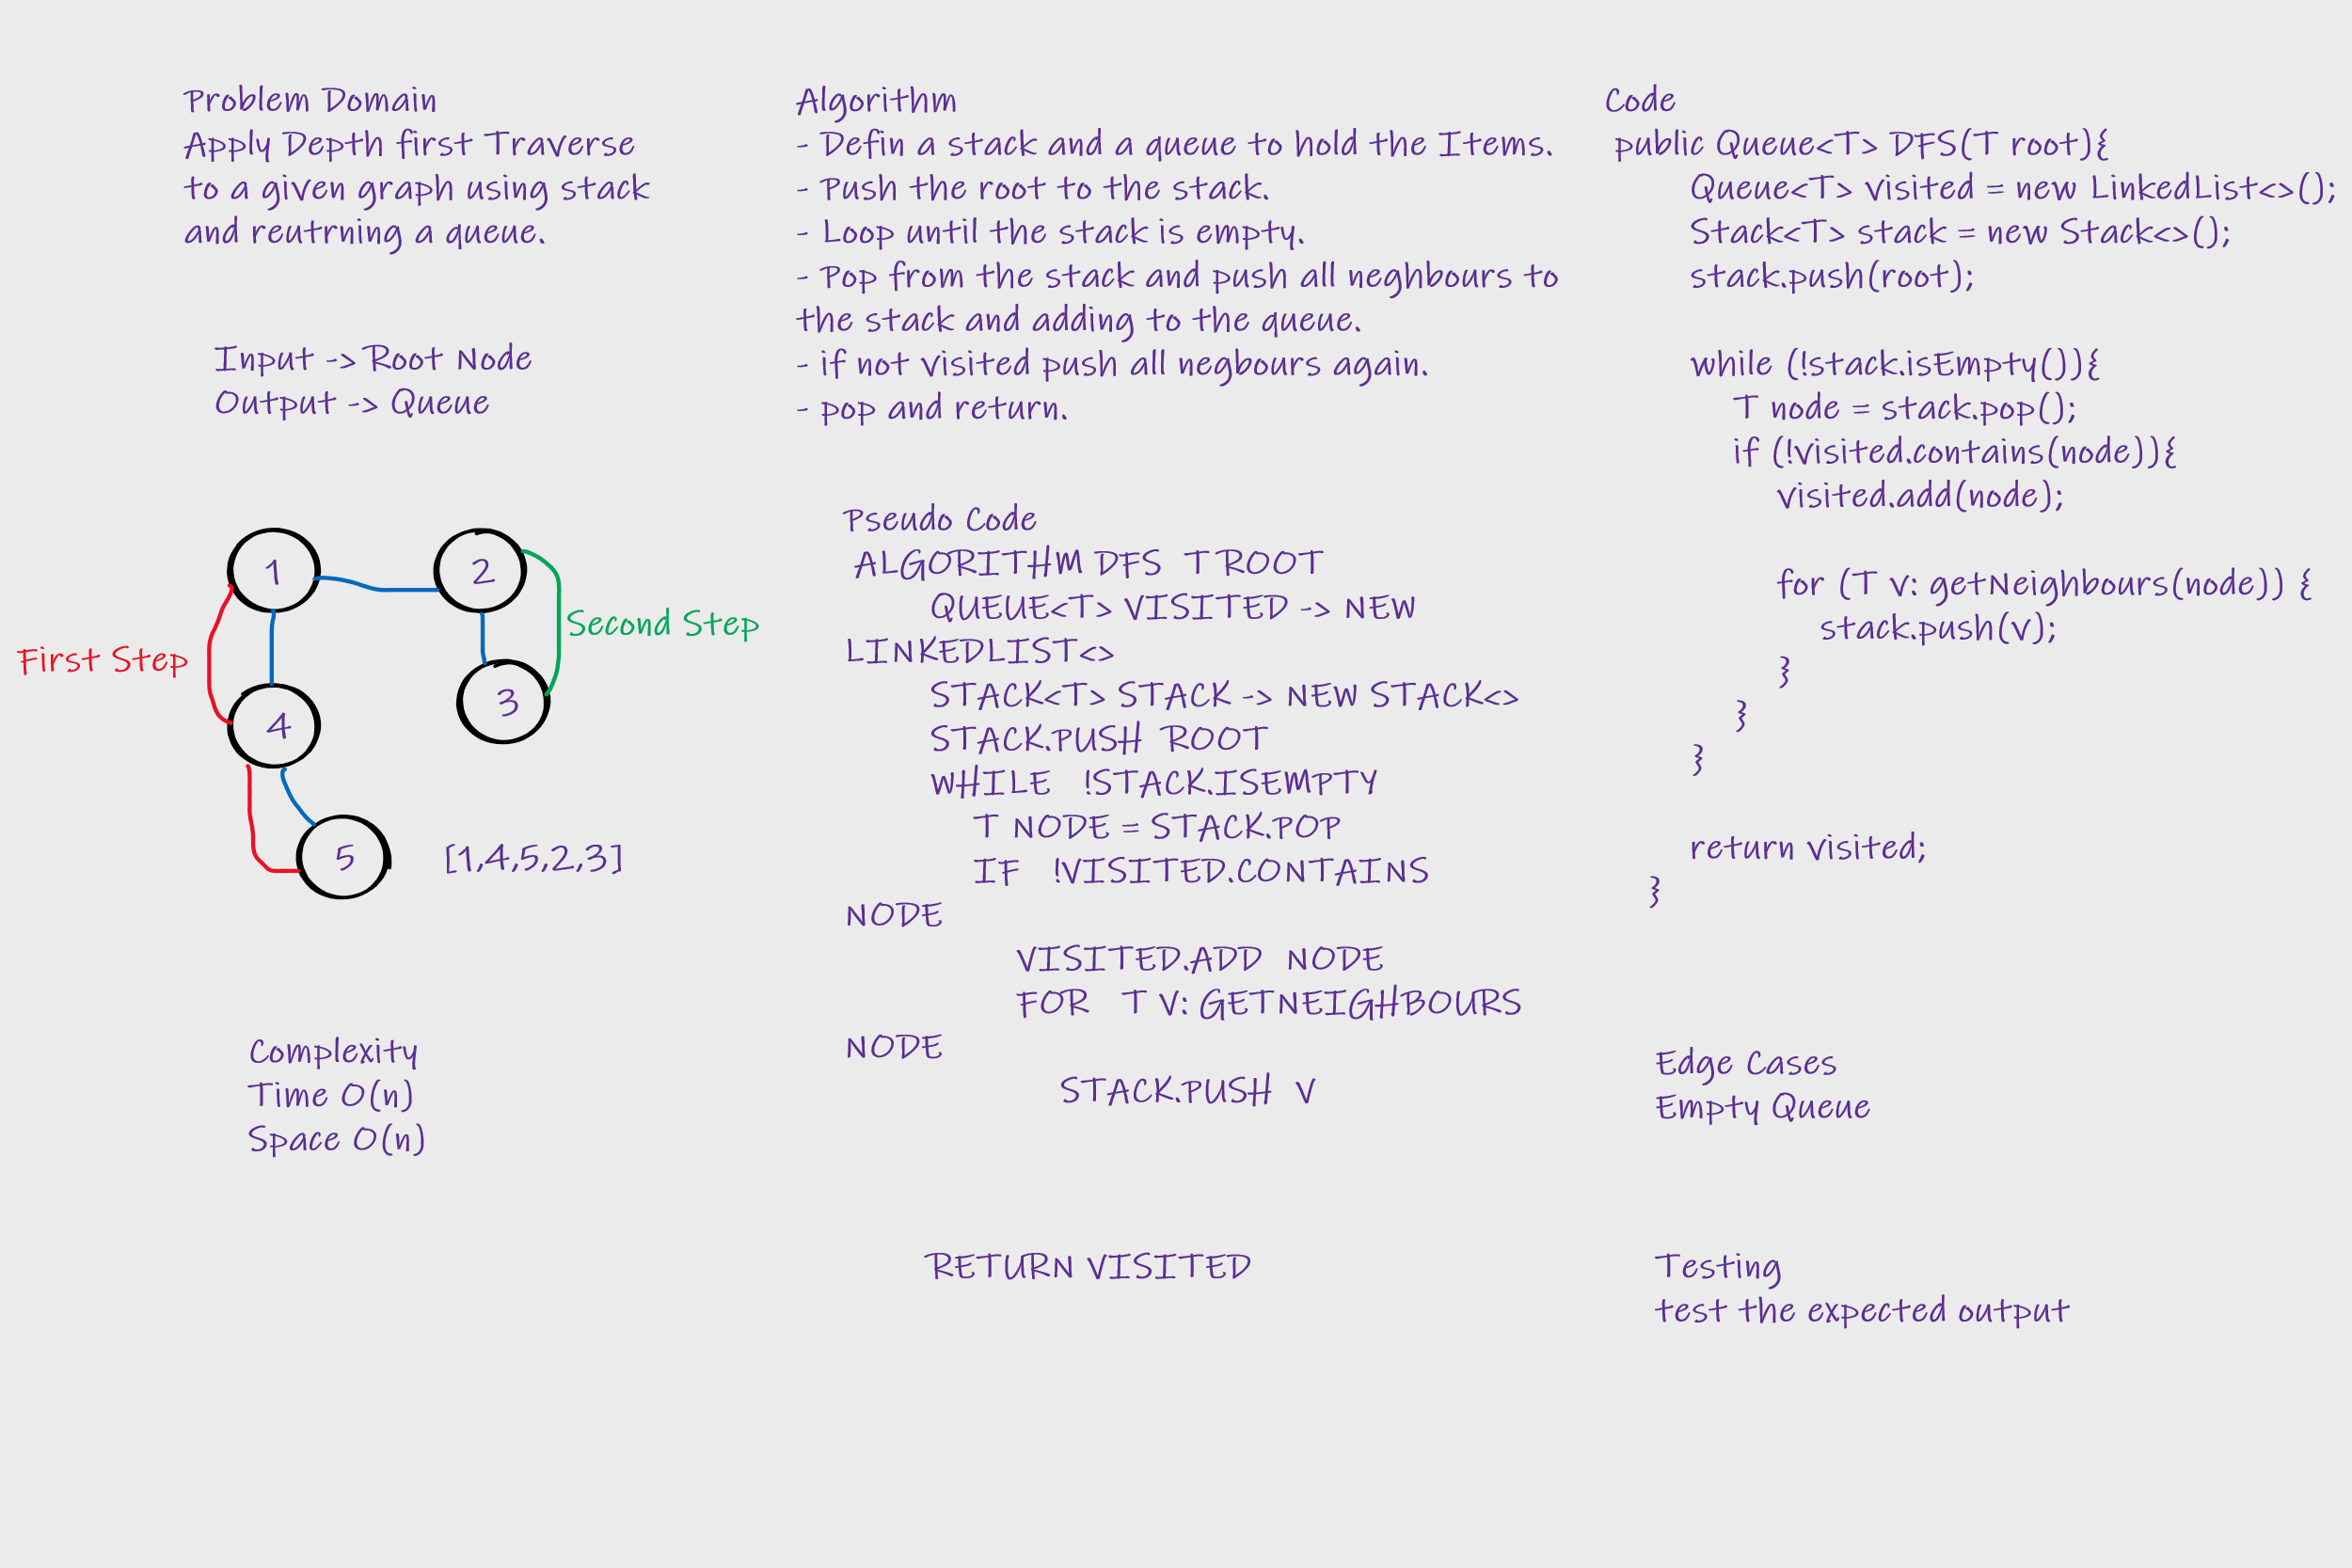 Problem Domain
Apply Depth first Traverse
to a given graph using stack
and reutrning a queue.
Input -> Root Node
Output -> Queue
1
2
Second Step
First Step
3
4
5
[1,4,5,2,3]
Complexity
Time O(n)
Space O(n)
Algorithm
- Defin a stack and a queue to hold the Items.
- Push the root to the stack.
- Loop until the stack is empty.
- Pop from the stack and push all neghbours to
the stack and adding to the queue.
- if not visited push all negbours again.
- pop and return.
Pseudo Code
ALGORITHM DFS T ROOT
QUEUE<T> VISITED -> NEW
LINKEDLIST<>
STACK<T> STACK -> NEW STACK<>
STACK.PUSH ROOT
WHILE !STACK.ISEMPTY
T NODE = STACK.POP
IF !VISITED.CONTAINS
NODE
VISITED.ADD NODE
FOR T V: GETNEIGHBOURS
NODE
STACK.PUSH V
RETURN VISITED
Code
public Queue<T> DFS(T root){
Queue<T> visited = new LinkedList<>();
Stack<T> stack = new Stack<>();
stack.push(root);
while (!stack.isEmpty()){
T node = stack.pop();
if (!visited.contains(node)){
visited.add(node);
for (T v: getNeighbours(node)) {
stack.push(v);
}
}
}
return visited;
}
Edge Cases
Empty Queue
Testing
test the expected output